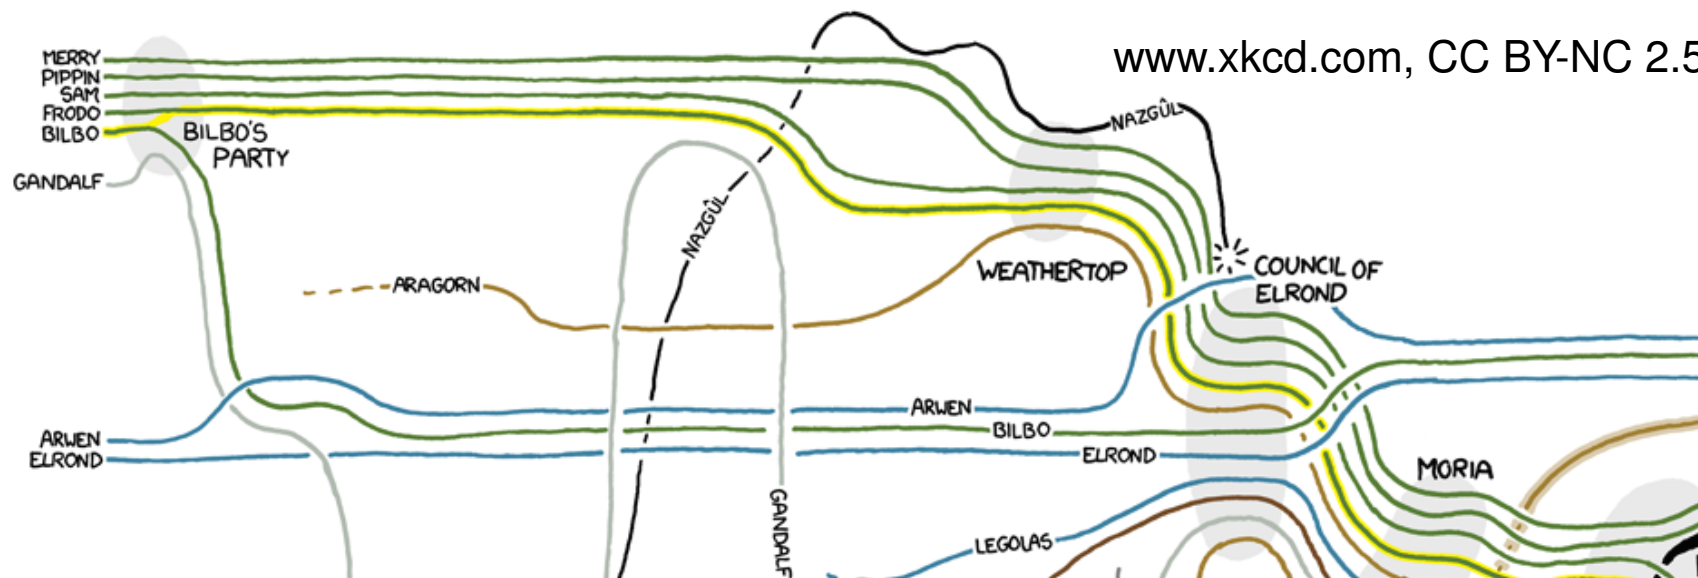 www.xkcd.com, CC BY-NC 2.5
MERRY
PIPPIN
SAM
FRODO
BILBO
BILBO'S
PARTY
GANDALF
NAZGÛL
NAZGÛL
ARAGORN
WEATHERTOP
COUNCIL OF
ELROND
ARWEN
BILBO
ARWEN
ELROND
ELROND
MORIA
GANDALF
LEGOLAS